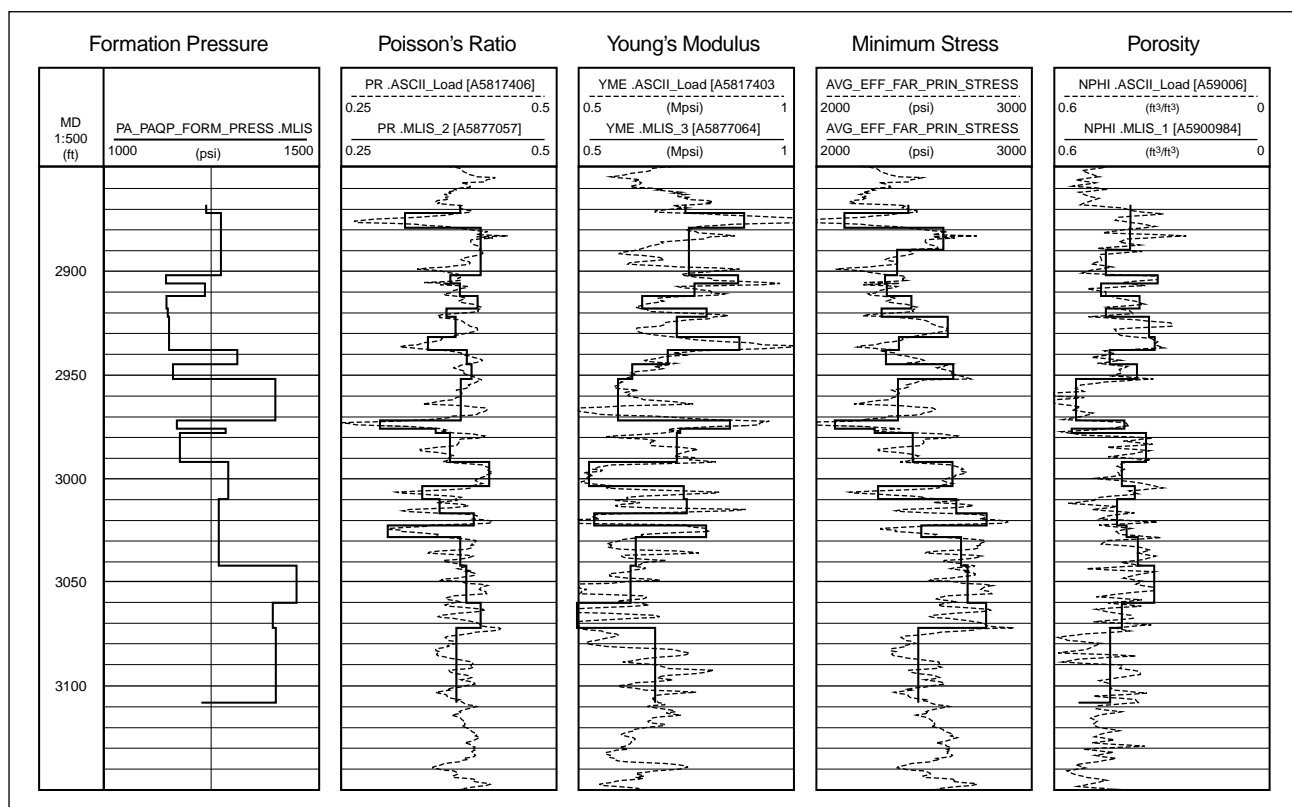 Formation Pressure
Poisson's Ratio
Young's Modulus
Minimum Stress
Porosity
MD
1:500
(ft)
PA_PAQP_FORM_PRESS .MLIS
1000 (psi) 1500
PR .ASCII_Load [A5817406]
0.25 0.5
PR .MLIS_2 [A5877057]
0.25 0.5
YME .ASCII_Load [A5817403
0.5 (Mpsi) 1
YME .MLIS_3 [A5877064]
0.5 (Mpsi) 1
AVG_EFF_FAR_PRIN_STRESS
2000 (psi) 3000
AVG_EFF_FAR_PRIN_STRESS
2000 (psi) 3000
NPHI .ASCII_Load [A59006]
0.6 (ft3/ft3) 0
NPHI .MLIS_1 [A5900984]
0.6 (ft3/ft3) 0
2900
2950
3000
3050
3100